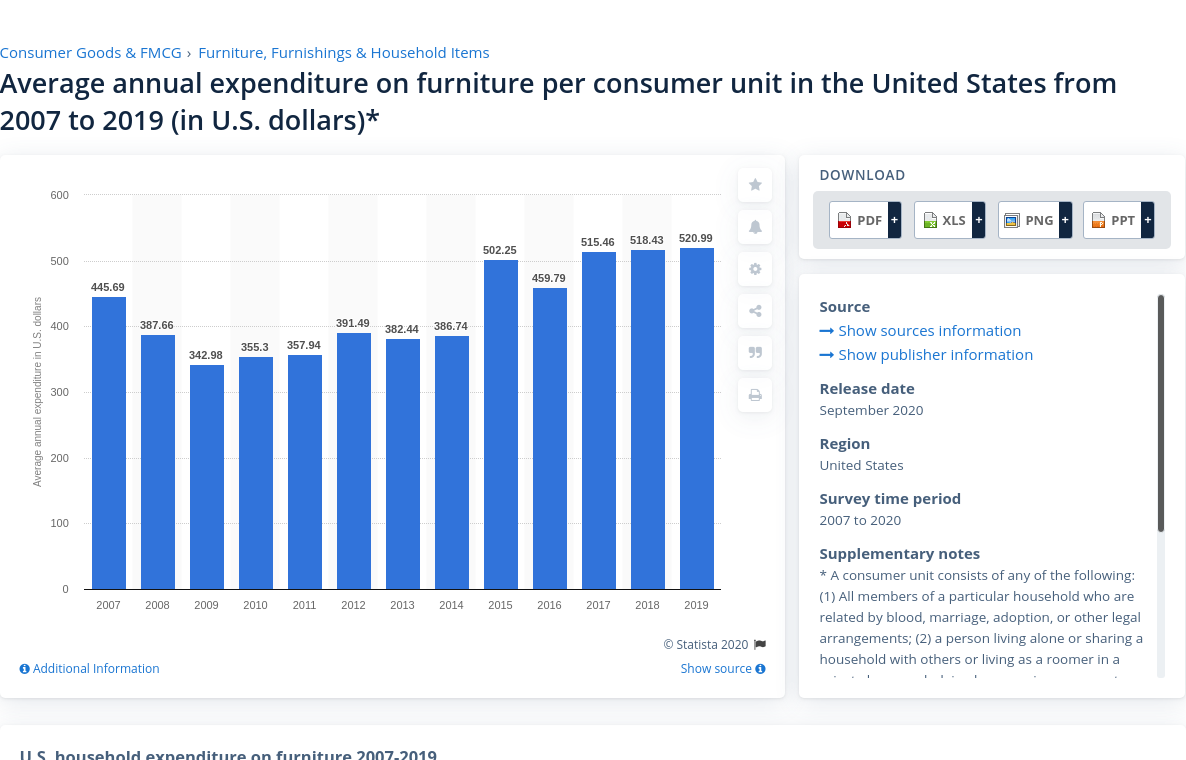 Consumer Goods & FMCG › Furniture, Furnishings & Household Items
Average annual expenditure on furniture per consumer unit in the United States from
2007 to 2019 (in U.S. dollars)*
Average annual expenditure in U.S. dollars
600
500
400
300
200
100
0
445.69
387.66
342.98
355.3
357.94
391.49
382.44
386.74
502.25
459.79
515.46
518.43
520.99
2007 2008 2009 2010 2011 2012 2013 2014 2015 2016 2017 2018 2019
© Statista 2020
Additional Information
Show source
DOWNLOAD
PDF + XLS + PNG + PPT +
Source
Show sources information
Show publisher information
Release date
September 2020
Region
United States
Survey time period
2007 to 2020
Supplementary notes
* A consumer unit consists of any of the following:
(1) All members of a particular household who are
related by blood, marriage, adoption, or other legal
arrangements; (2) a person living alone or sharing a
household with others or living as a roomer in a
U.S. household expenditure on furniture 2007-2019